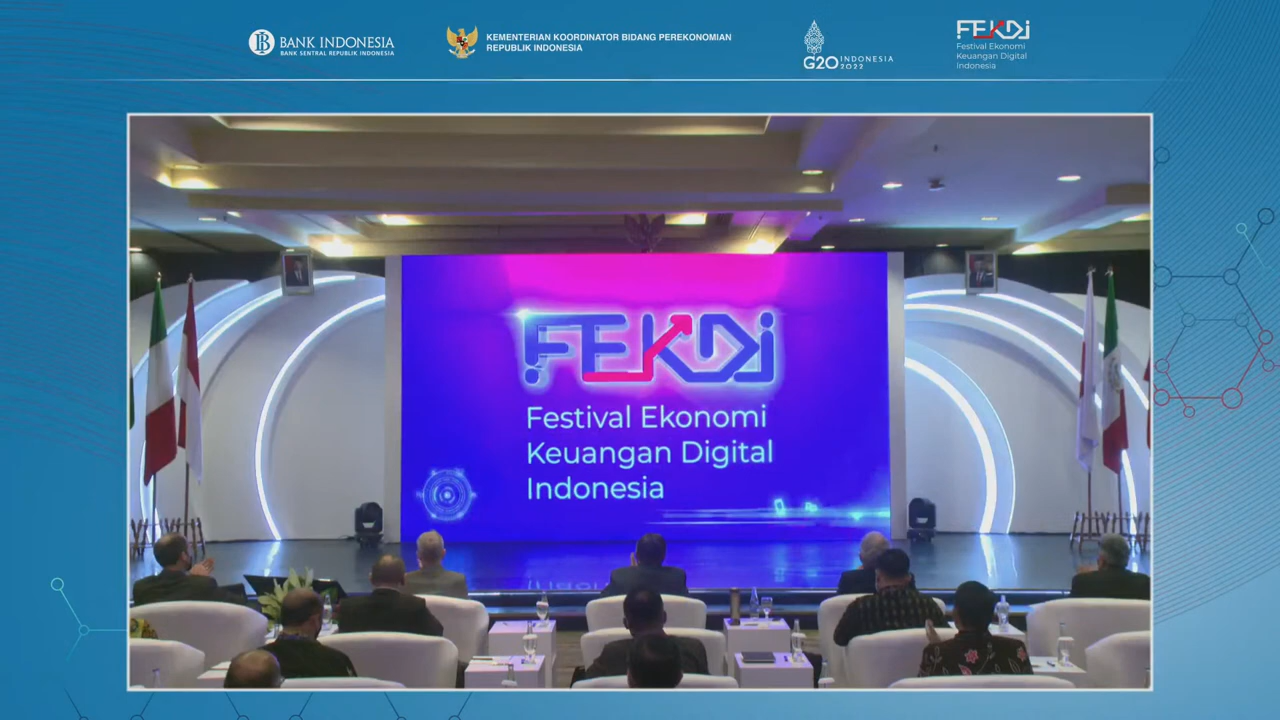 BANK INDONESIA
BANK SENTRAL REPUBLIK INDONESIA
KEMENTERIAN KOORDINATOR BIDANG PEREKONOMIAN
REPUBLIK INDONESIA
G20 INDONESIA
2022
FEKDi
Festival Ekonomi
Keuangan Digital
Indonesia
FEKDi
Festival Ekonomi
Keuangan Digital
Indonesia
Rp